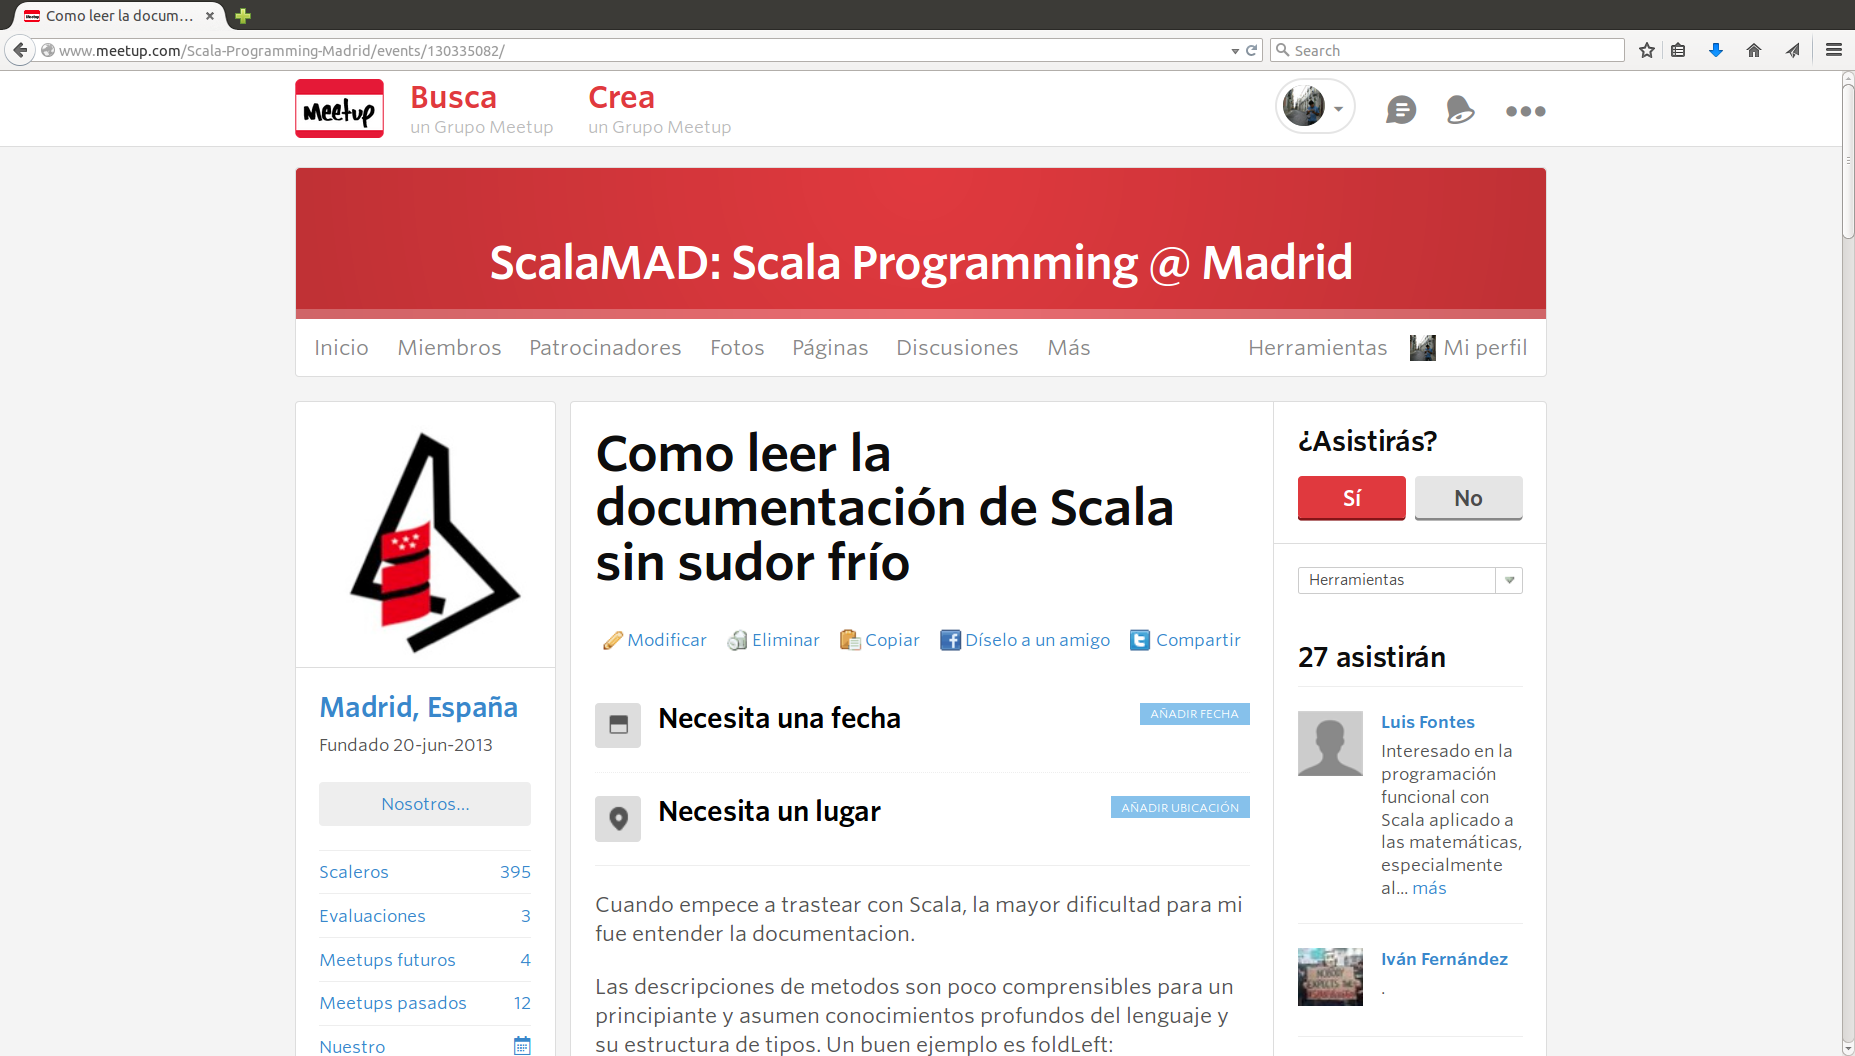 Como leer la docum...
www.meetup.com/Scala-Programming-Madrid/events/130335082/
Search
Meetup
Busca
un Grupo Meetup
Crea
un Grupo Meetup
ScalaMAD: Scala Programming @ Madrid
Inicio Miembros Patrocinadores Fotos Páginas Discusiones Más Herramientas Mi perfil
Madrid, España
Fundado 20-jun-2013
Nosotros...
Scaleros 395
Evaluaciones 3
Meetups futuros 4
Meetups pasados 12
Nuestro
Como leer la
documentación de Scala
sin sudor frío
Modificar Eliminar Copiar Díselo a un amigo Compartir
Necesita una fecha
AÑADIR FECHA
Necesita un lugar
AÑADIR UBICACIÓN
Cuando empece a trastear con Scala, la mayor dificultad para mi
fue entender la documentacion.
Las descripciones de metodos son poco comprensibles para un
principiante y asumen conocimientos profundos del lenguaje y
su estructura de tipos. Un buen ejemplo es foldLeft:
¿Asistirás?
Sí No
Herramientas
27 asistirán
Luis Fontes
Interesado en la
programación
funcional con
Scala aplicado a
las matemáticas,
especialmente
al... más
Iván Fernández
.
NOBODY
EXPECTS THE